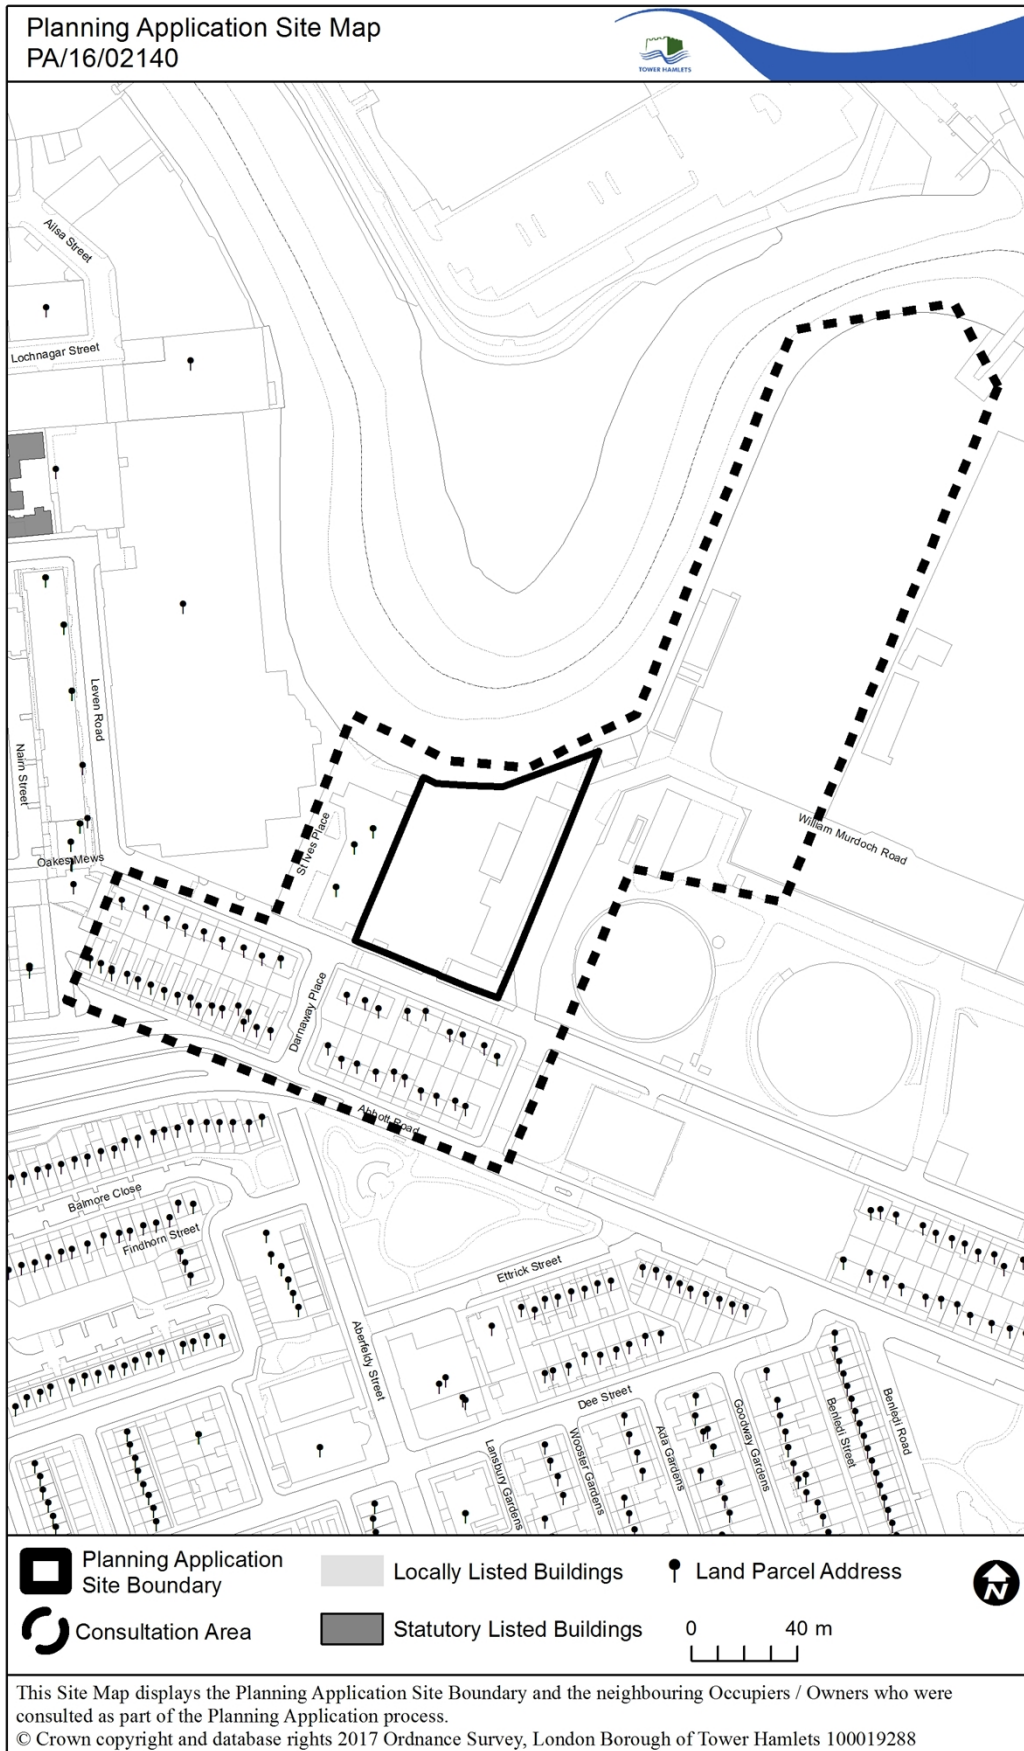 Planning Application Site Map
PA/16/02140
TOWER HAMLETS
Ailsa Street
Lochnagar Street
Leven Road
Nairn Street
Oakes Mews
St Ives Place
William Murdoch Road
Darnaway Place
Abbott Road
Balmore Close
Findhorn Street
Ettrick Street
Aberfeldy Street
Dee Street
Lansbury Gardens
Wooster Gardens
Ada Gardens
Goodway Gardens
Benledi Street
Benledi Road
Planning Application
Site Boundary
Locally Listed Buildings
Land Parcel Address
N
Consultation Area
Statutory Listed Buildings
0 40 m
This Site Map displays the Planning Application Site Boundary and the neighbouring Occupiers / Owners who were
consulted as part of the Planning Application process.
© Crown copyright and database rights 2017 Ordnance Survey, London Borough of Tower Hamlets 100019288